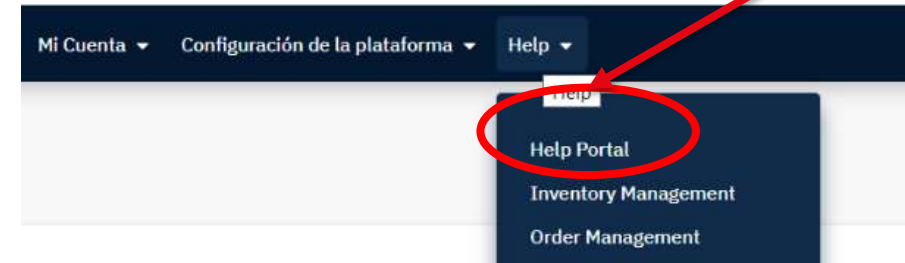 Mi Cuenta Configuración de la plataforma Help
Help
Help Portal
Inventory Management
Order Management